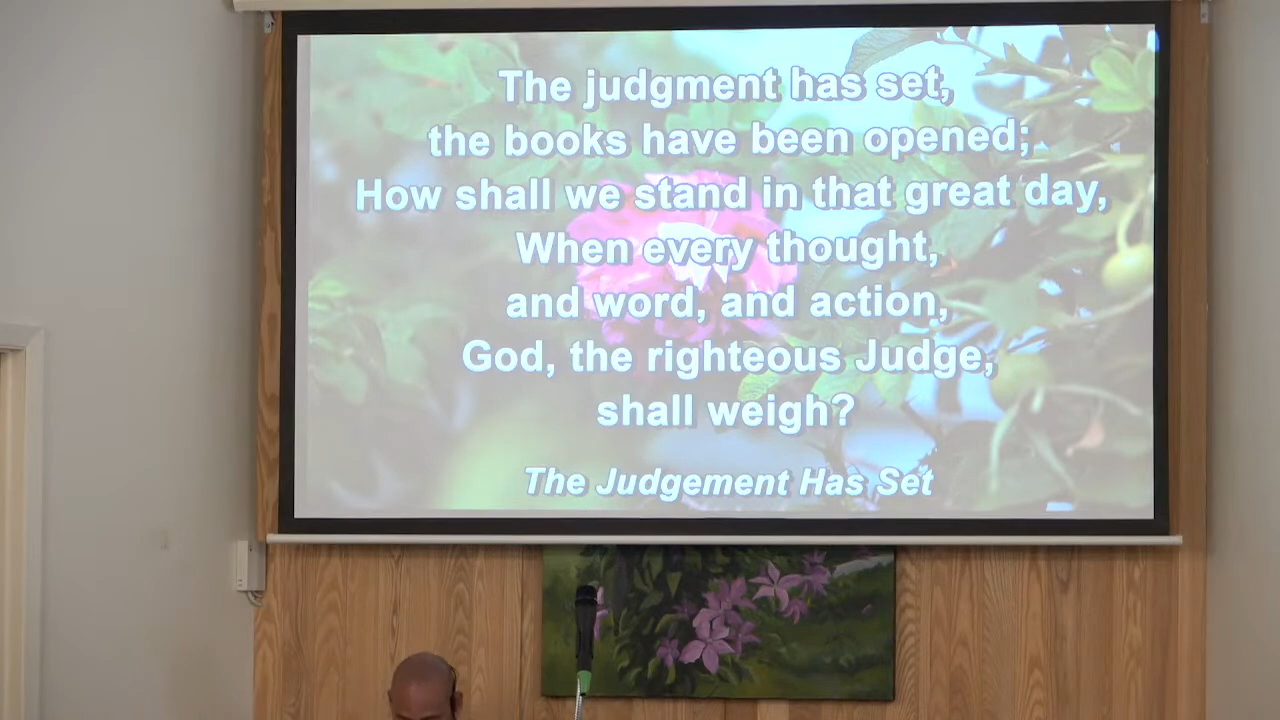 The judgment has set,
the books have been opened;
How shall we stand in that great day,
When every thought,
and word, and action,
God, the righteous Judge,
shall weigh?
The Judgement Has Set